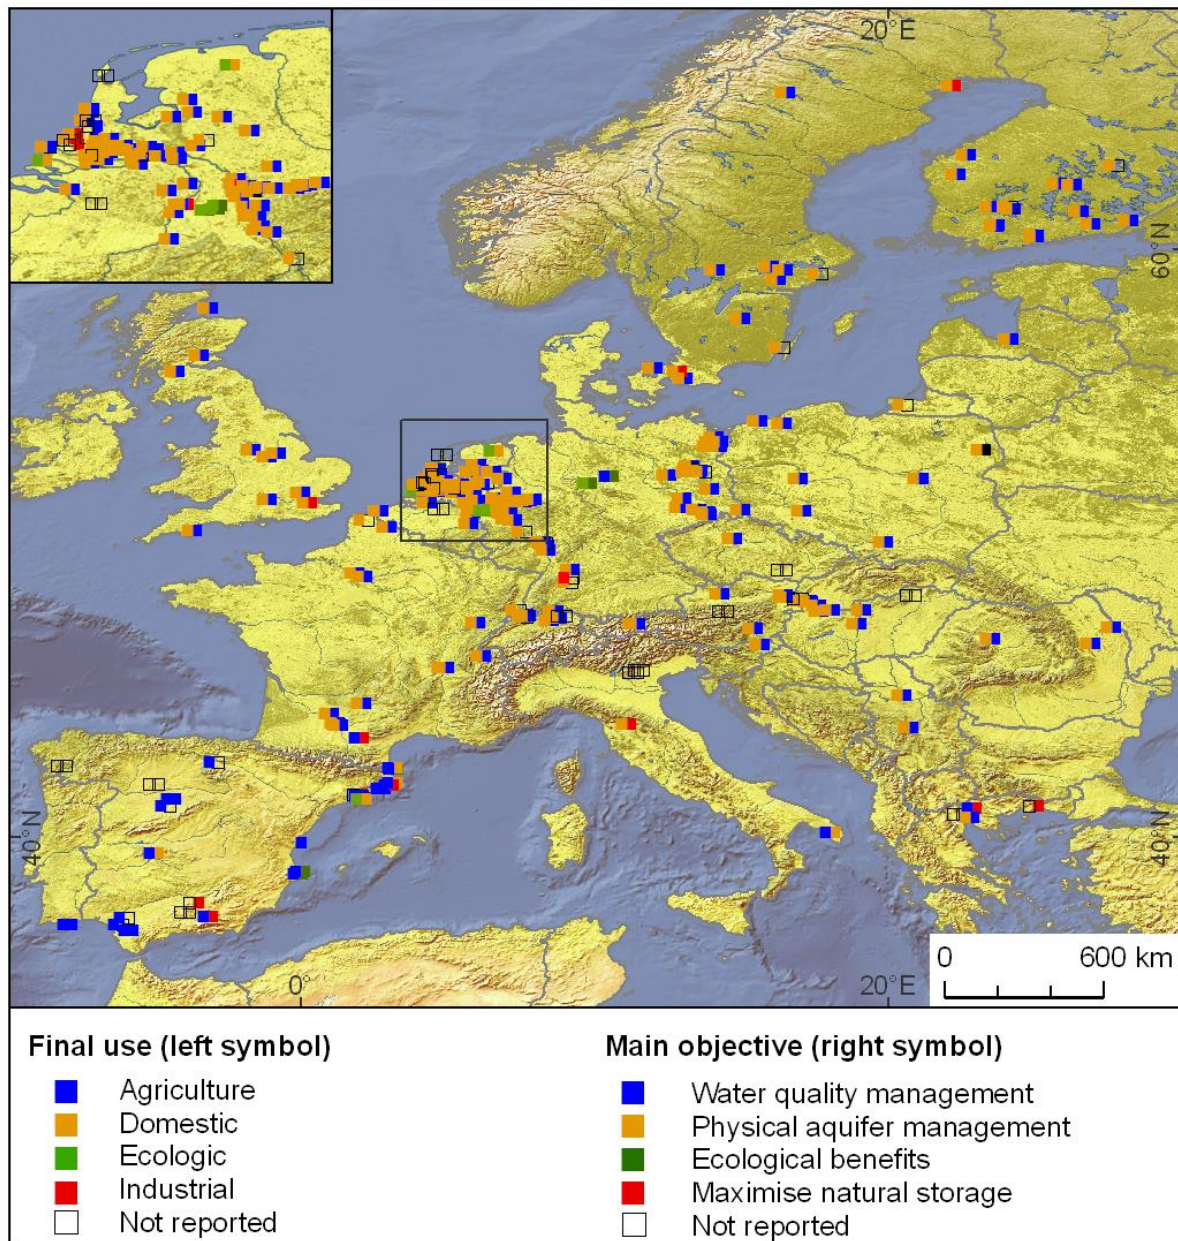 20°E
60°N
40°N
40°N
0°
20°E
0 600 km
Final use (left symbol)
Agriculture
Domestic
Ecologic
Industrial
Not reported
Main objective (right symbol)
Water quality management
Physical aquifer management
Ecological benefits
Maximise natural storage
Not reported